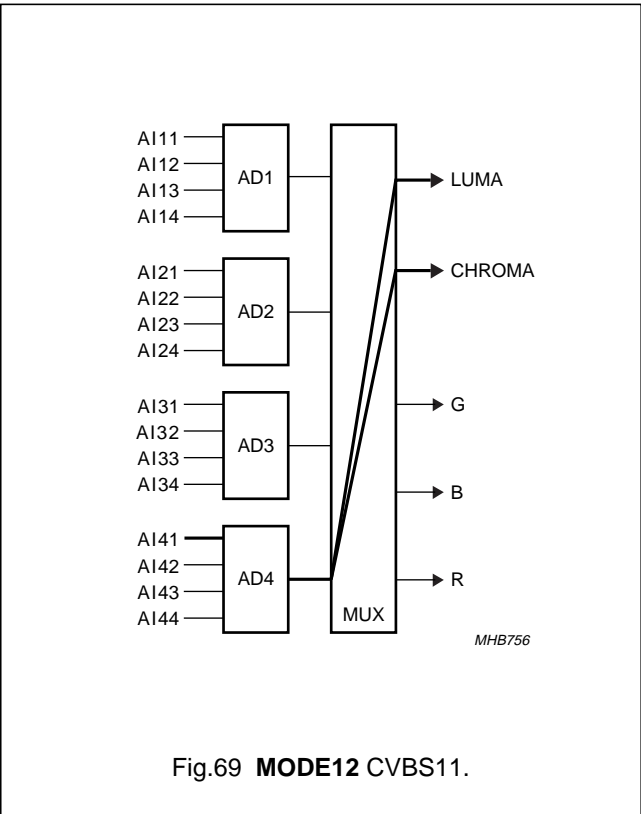 AI11
AI12
AI13
AI14
AD1
AI21
AI22
AI23
AI24
AD2
AI31
AI32
AI33
AI34
AD3
AI41
AI42
AI43
AI44
AD4
MUX
LUMA
CHROMA
G
B
R
MHB756
Fig.69 MODE12 CVBS11.